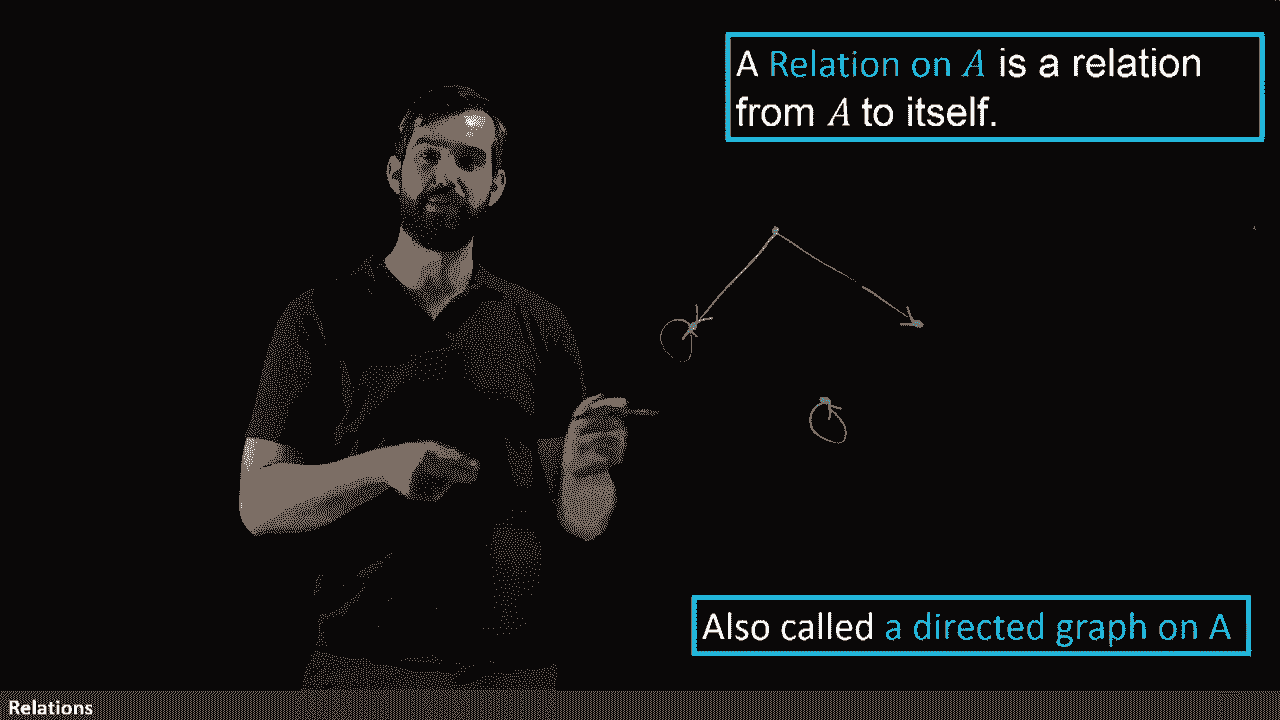 A Relation on A is a relation
from A to itself.
Also called a directed graph on A
Relations